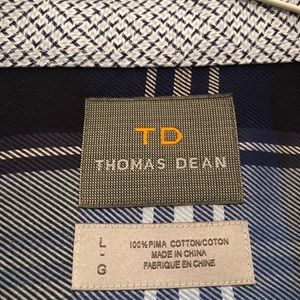 TD
THOMAS DEAN
L
-
G
100% PIMA COTTON/COTON
MADE IN CHINA
FABRIQUE EN CHINE